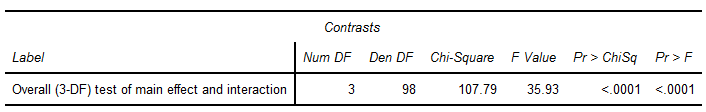 Contrasts
Label Num DF Den DF Chi-Square F Value Pr > ChiSq Pr > F
Overall (3-DF) test of main effect and interaction 3 98 107.79 35.93 <.0001 <.0001